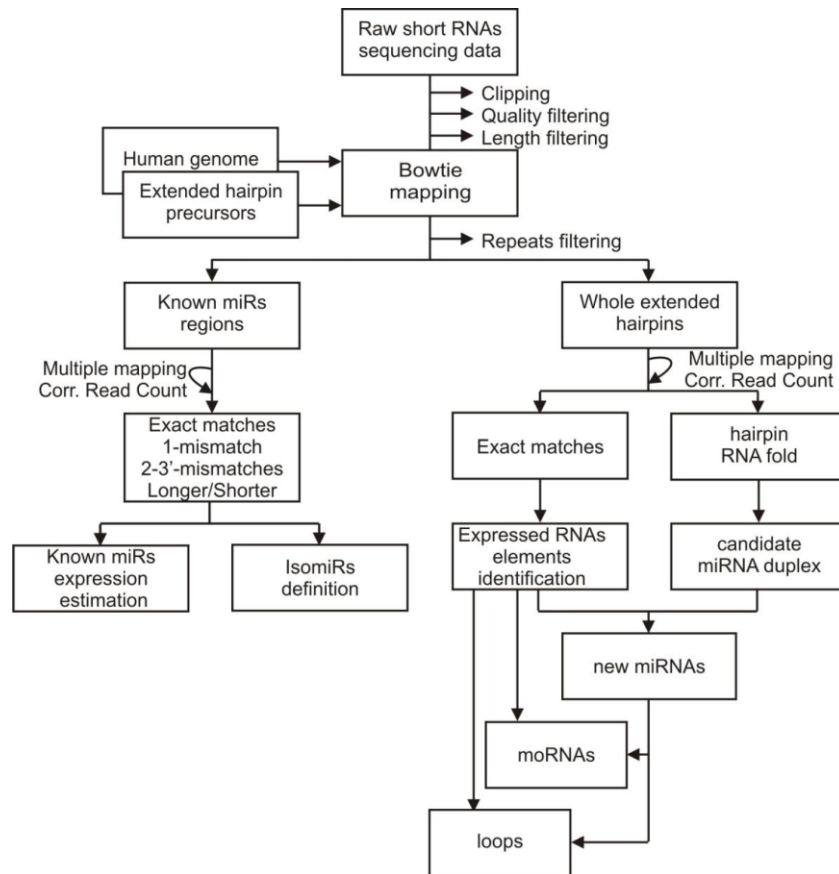 Raw short RNAs
sequencing data
Clipping
Quality filtering
Length filtering
Human genome
Extended hairpin
precursors
Bowtie
mapping
Repeats filtering
Known miRs
regions
Whole extended
hairpins
Multiple mapping
Corr. Read Count
Multiple mapping
Corr. Read Count
Exact matches
1-mismatch
2-3'-mismatches
Longer/Shorter
Exact matches
hairpin
RNA fold
Known miRs
expression
estimation
IsomiRs
definition
Expressed RNAs
elements
identification
candidate
miRNA duplex
new miRNAs
moRNAs
loops